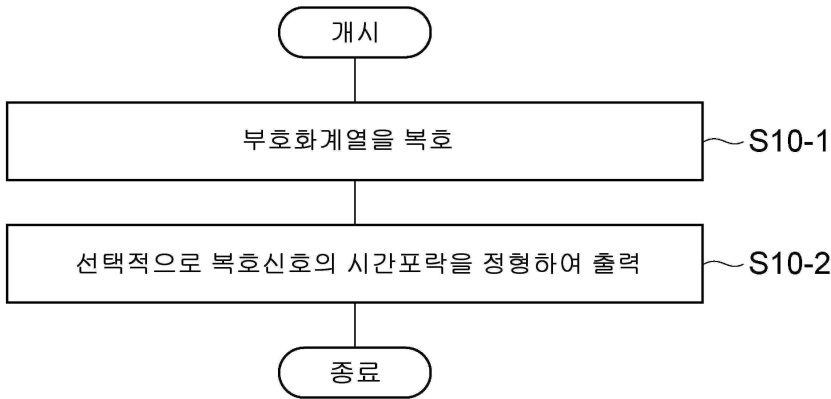 개시
부호화계열을 복호
S10-1
선택적으로 복호신호의 시간포락을 정형하여 출력
S10-2
종료